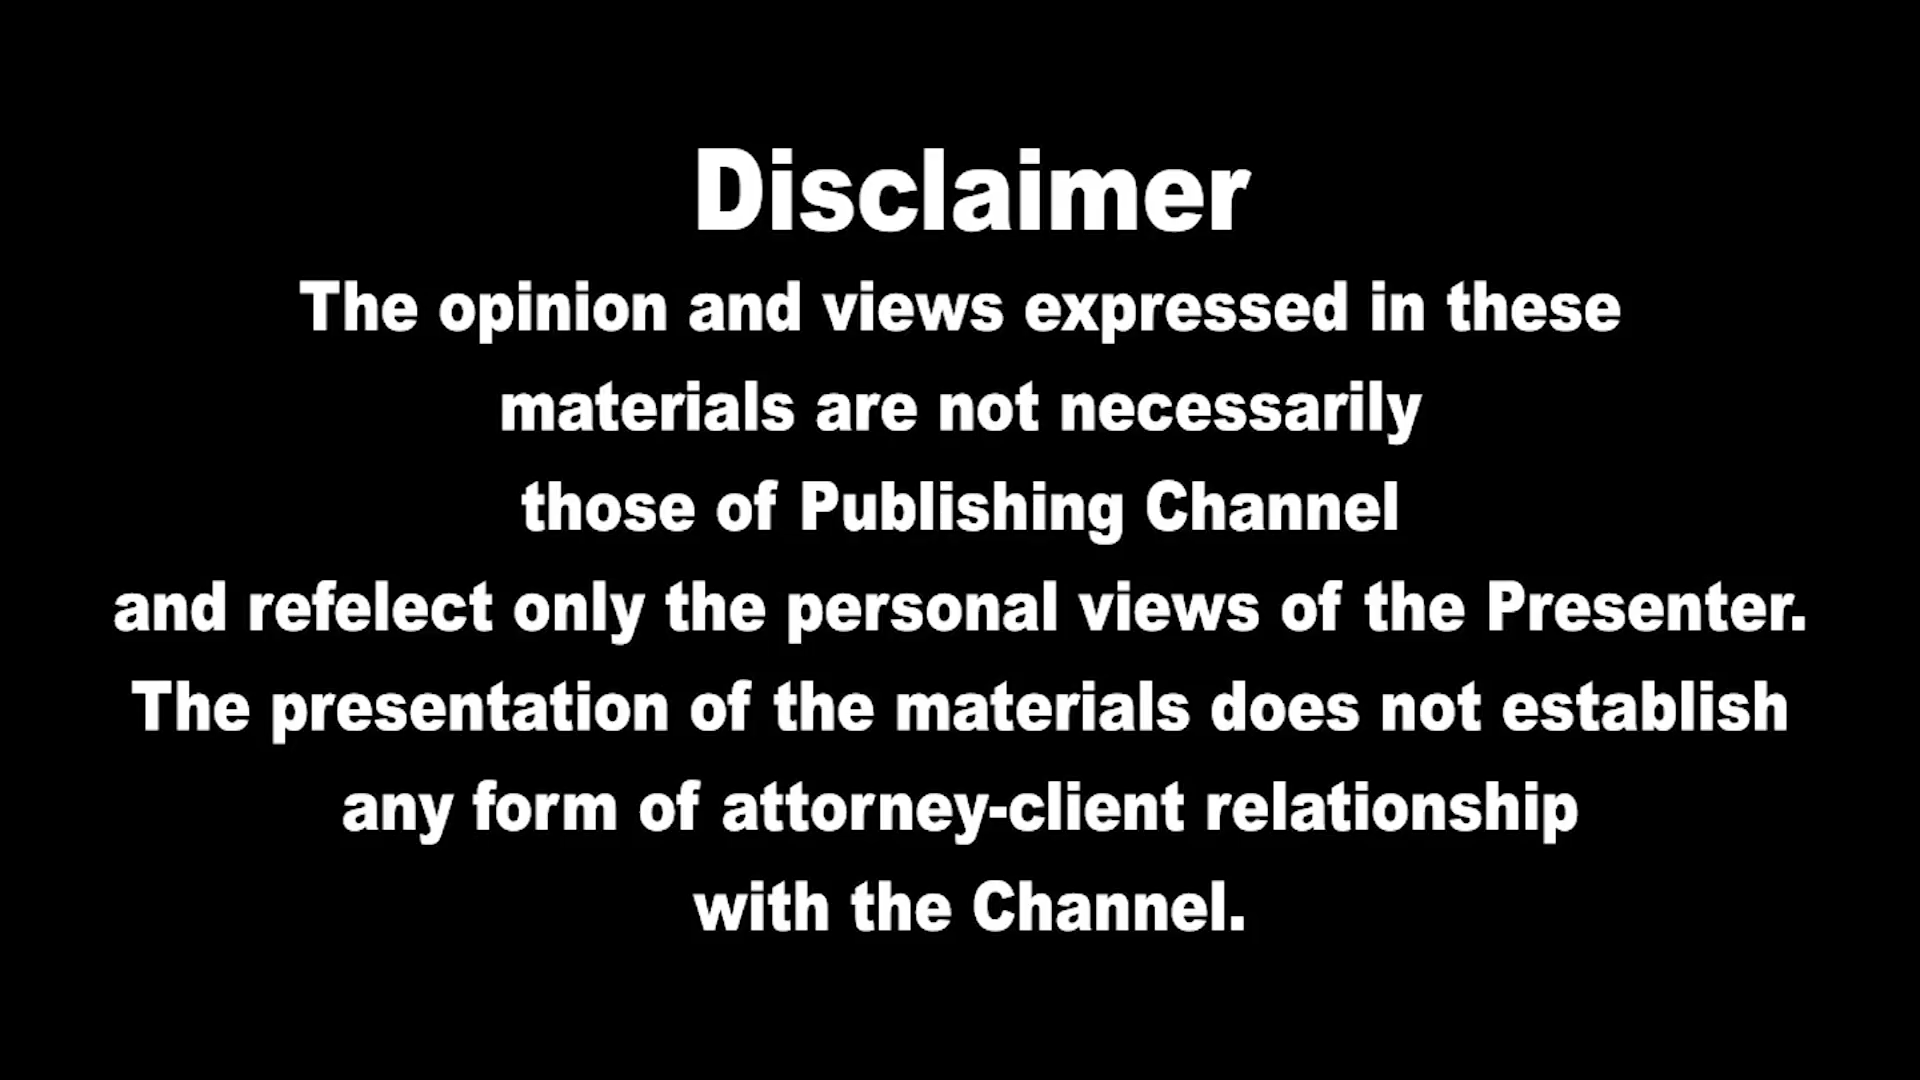 Disclaimer
The opinion and views expressed in these
materials are not necessarily
those of Publishing Channel
and refelect only the personal views of the Presenter.
The presentation of the materials does not establish
any form of attorney-client relationship
with the Channel.